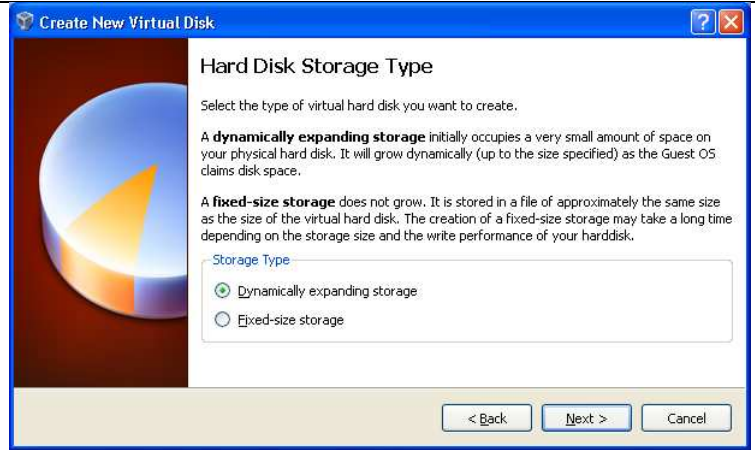 Create New Virtual Disk
Hard Disk Storage Type
Select the type of virtual hard disk you want to create.
A dynamically expanding storage initially occupies a very small amount of space on
your physical hard disk. It will grow dynamically (up to the size specified) as the Guest OS
claims disk space.
A fixed-size storage does not grow. It is stored in a file of approximately the same size
as the size of the virtual hard disk. The creation of a fixed-size storage may take a long time
depending on the storage size and the write performance of your harddisk.
Storage Type
Dynamically expanding storage
Fixed-size storage
< Back Next > Cancel